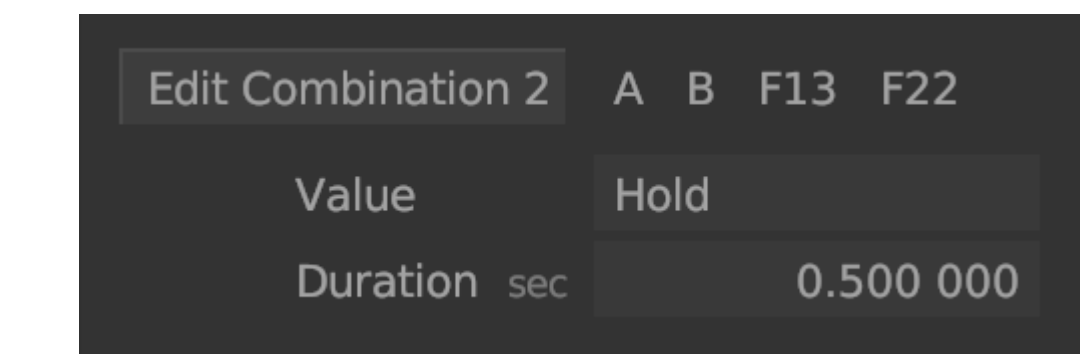 Edit Combination 2 A B F13 F22
Value Hold
Duration sec 0.500 000